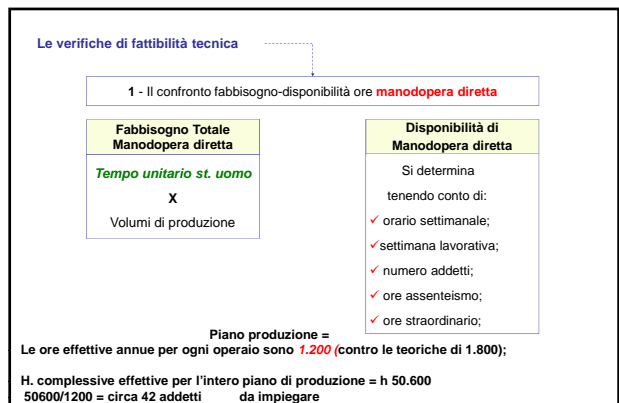 Le verifiche di fattibilità tecnica
1 - Il confronto fabbisogno-disponibilità ore manodopera diretta
Fabbisogno Totale
Manodopera diretta
Tempo unitario st. uomo
X
Volumi di produzione
Disponibilità di
Manodopera diretta
Si determina
tenendo conto di:
✓ orario settimanale;
✓settimana lavorativa;
✓ numero addetti;
✓ ore assenteismo;
✓ ore straordinario;
Piano produzione =
Le ore effettive annue per ogni operaio sono 1.200 (contro le teoriche di 1.800);
H. complessive effettive per l'intero piano di produzione = h 50.600
50600/1200 = circa 42 addetti da impiegare